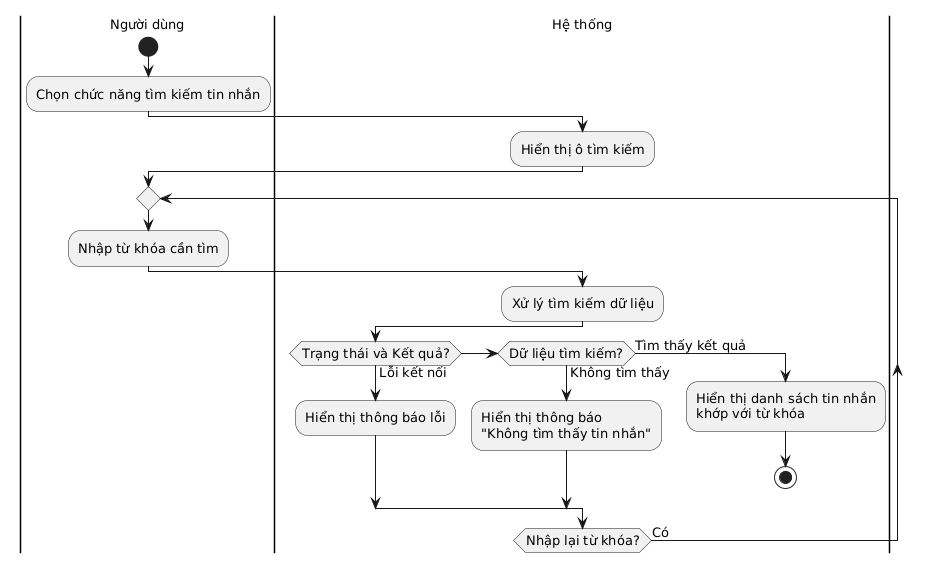 Người dùng
Hệ thống
Chọn chức năng tìm kiếm tin nhắn
Hiển thị ô tìm kiếm
Nhập từ khóa cần tìm
Xử lý tìm kiếm dữ liệu
Trạng thái và Kết quả?
Dữ liệu tìm kiếm?
Tìm thấy kết quả
Lỗi kết nối
Không tìm thấy
Hiển thị danh sách tin nhắn
khớp với từ khóa
Hiển thị thông báo lỗi
Hiển thị thông báo
"Không tìm thấy tin nhắn"
Nhập lại từ khóa?
Có